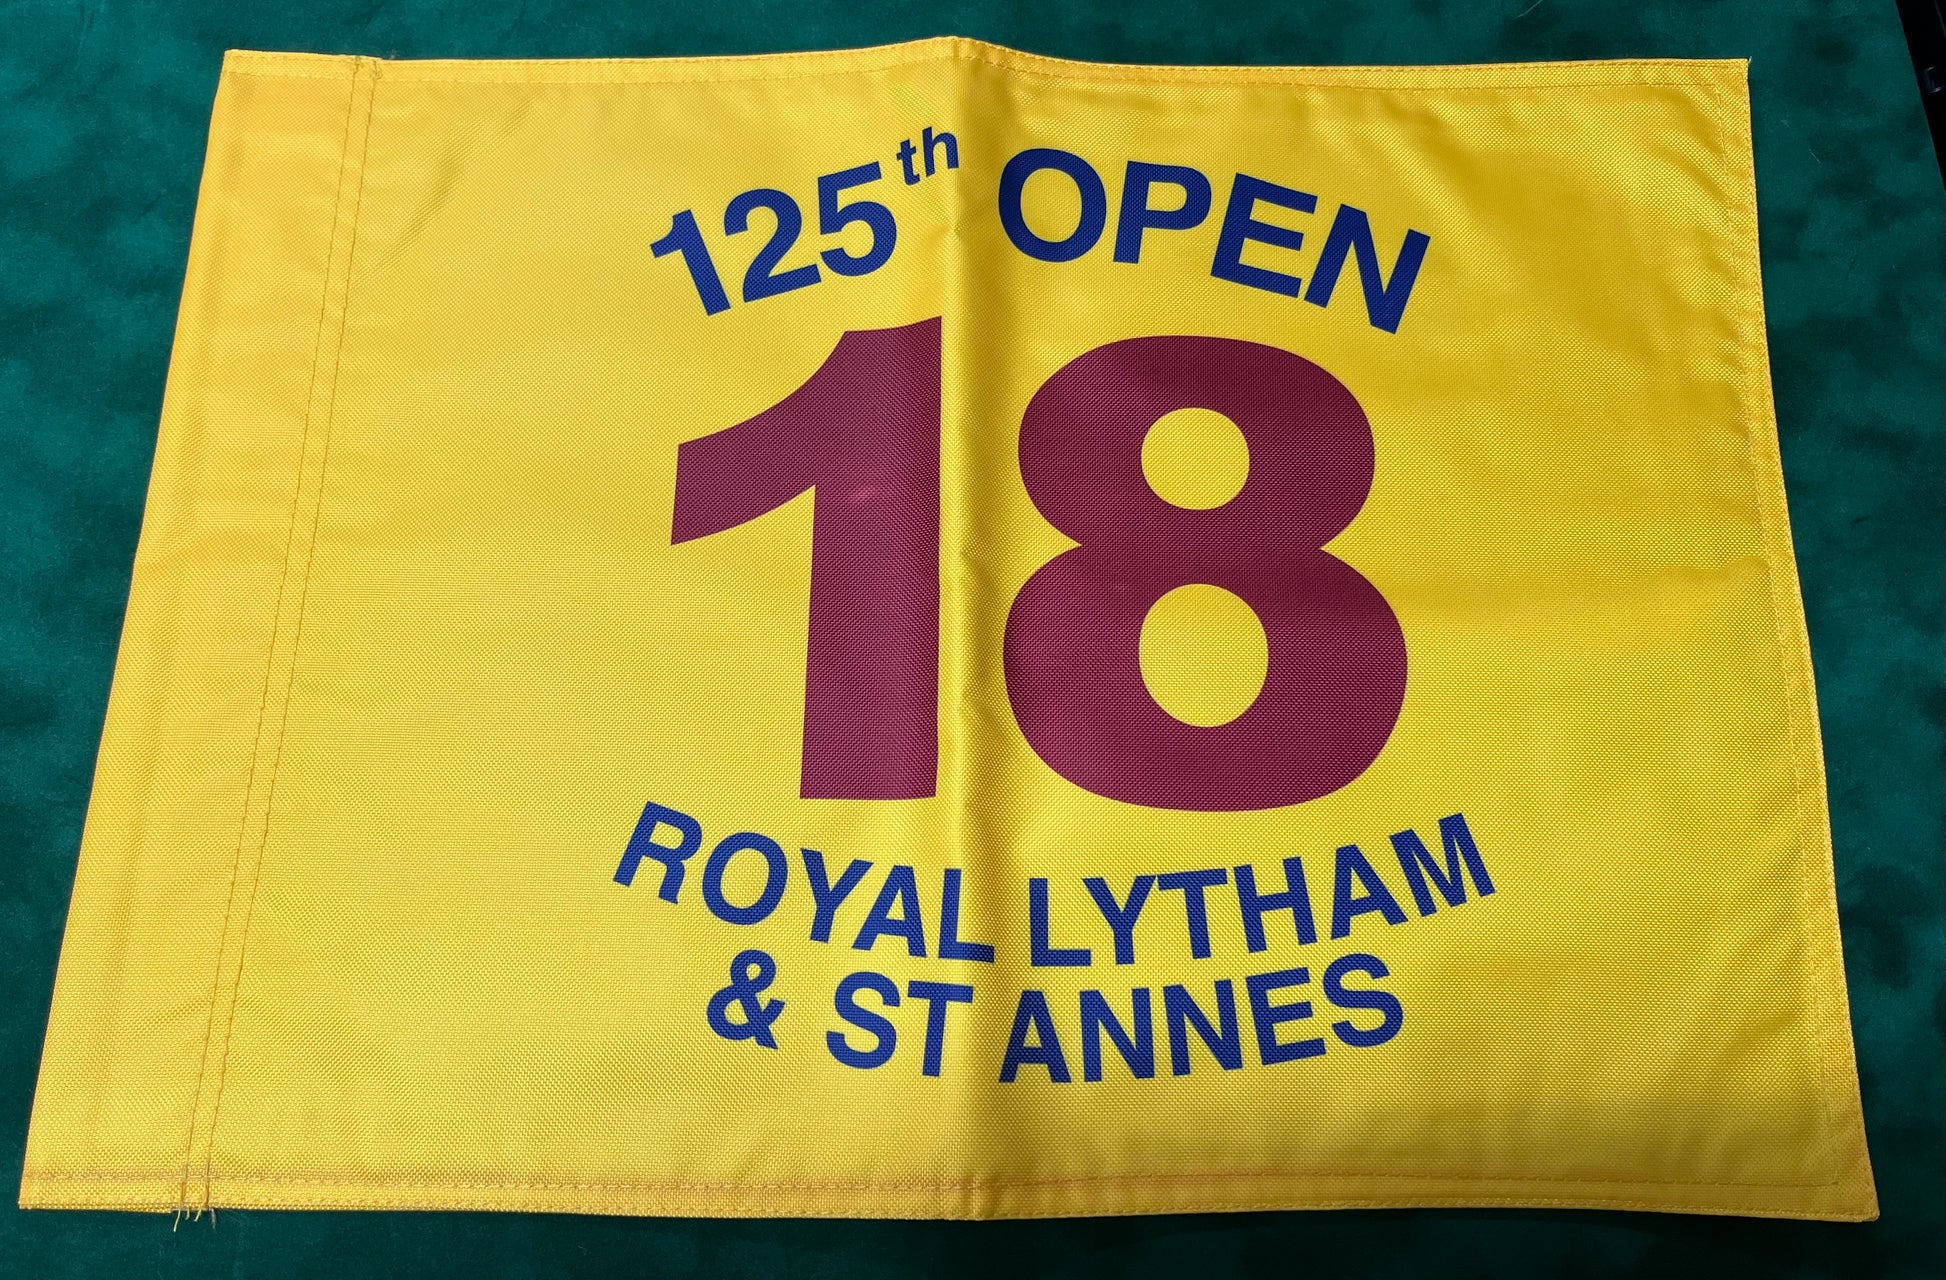 125th OPEN
18
ROYAL LYTHAM
& ST ANNES